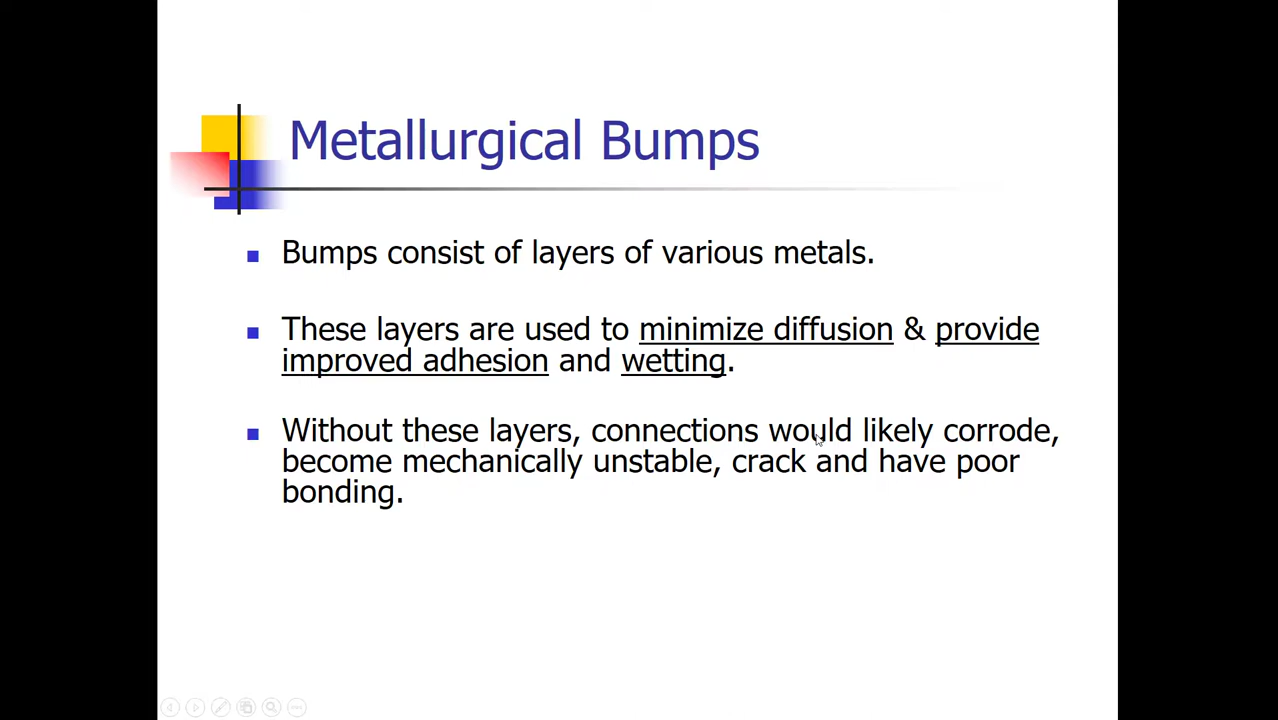 Metallurgical Bumps
Bumps consist of layers of various metals.
These layers are used to minimize diffusion & provide
improved adhesion and wetting.
Without these layers, connections would likely corrode,
become mechanically unstable, crack and have poor
bonding.